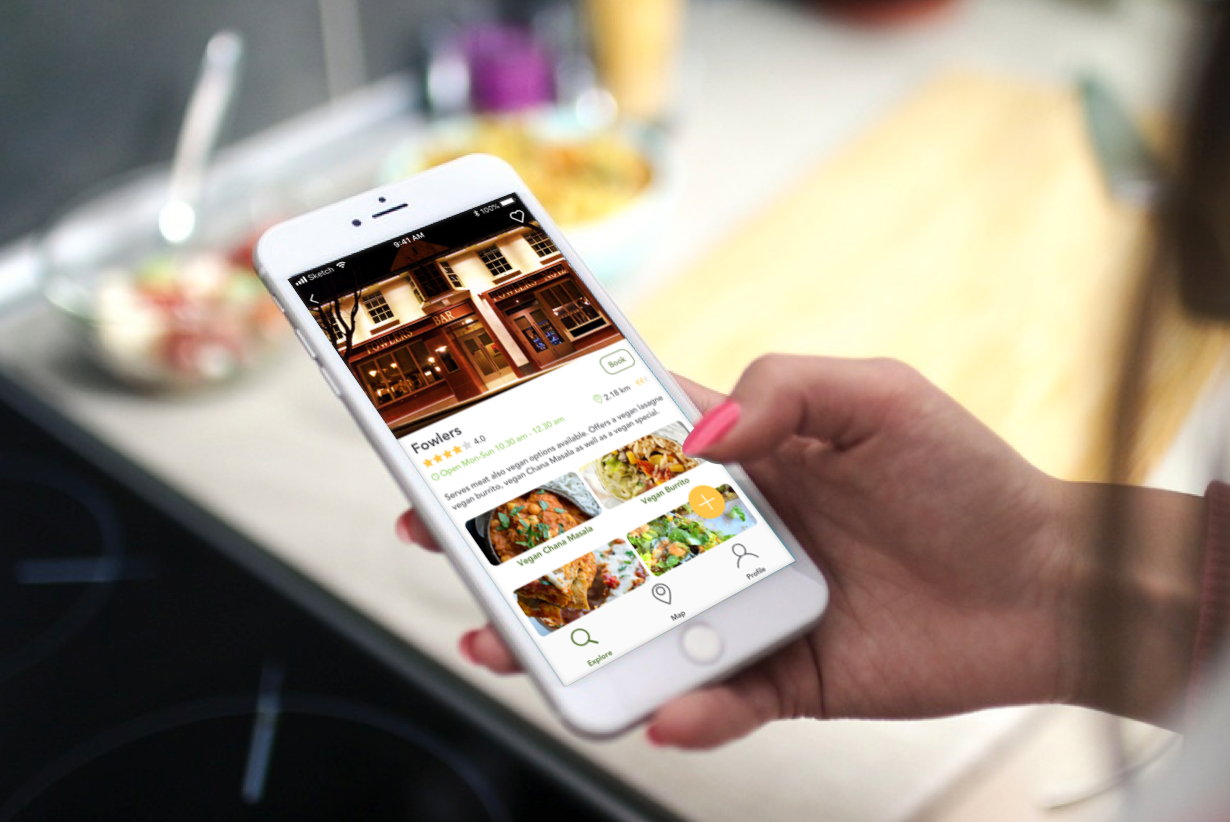 Sketch 9:41 AM 100%
FOWLERS BAR FOWLERS
Book
Fowlers
4.0
2.18 km €€
Open Mon-Sun 10.30 am - 12.30 am
Serves meat also vegan options available. Offers a vegan lasagne
vegan burrito, vegan Chana Masala as well as a vegan special.
Vegan Chana Masala
Vegan Burrito
Explore
Map
Profile